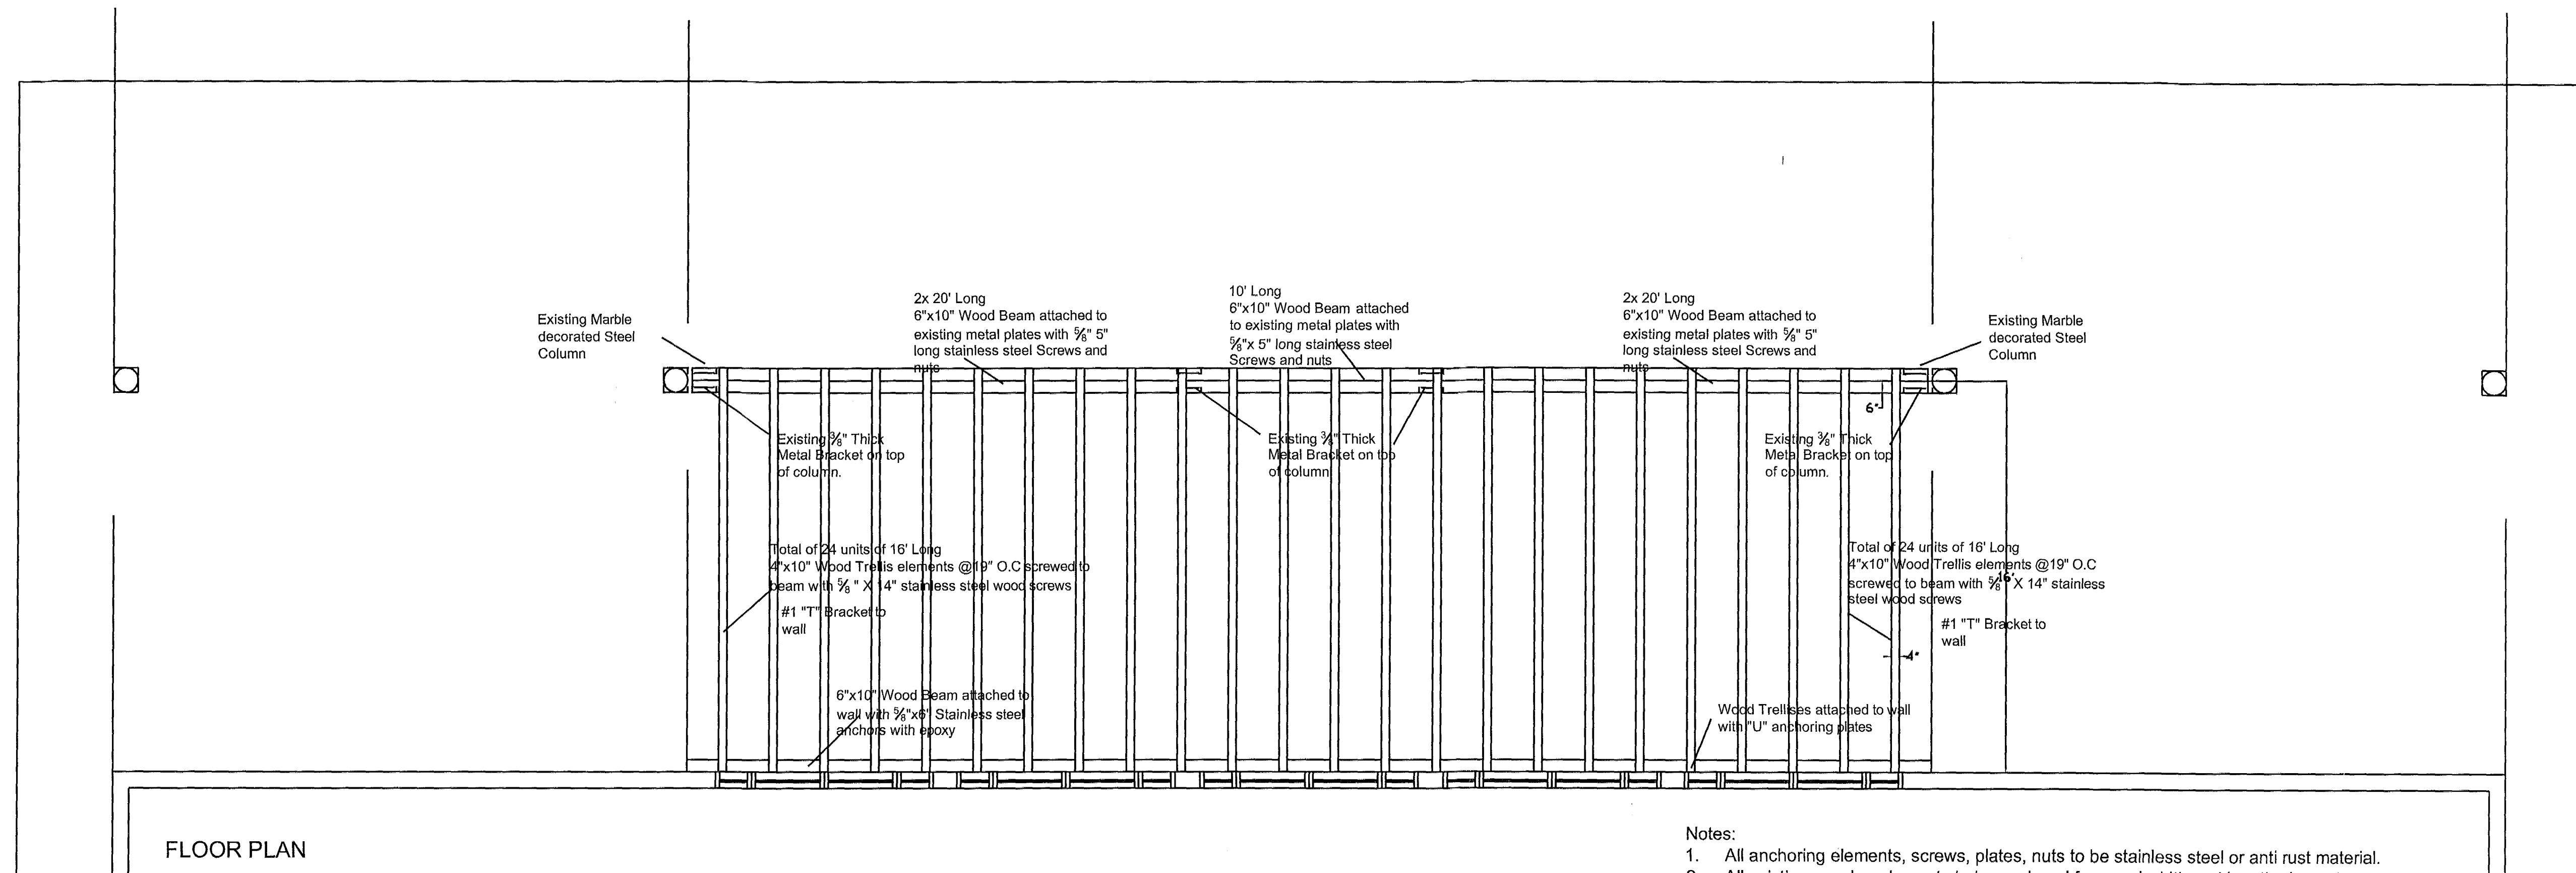 2x 20' Long
6"x10" Wood Beam attached to
existing metal plates with ⅝" 5"
long stainless steel Screws and
nuts
10' Long
6"x10" Wood Beam attached
to existing metal plates with
⅝"x 5" long stainless steel
Screws and nuts
2x 20' Long
6"x10" Wood Beam attached to
existing metal plates with ⅝" 5"
long stainless steel Screws and
nuts
Existing Marble
decorated Steel
Column
Existing Marble
decorated Steel
Column
6"
Existing ⅜" Thick
Metal Bracket on top
of column.
Existing ¾" Thick
Metal Bracket on top
of column
Existing ⅜" Thick
Metal Bracket on top
of column.
Total of 24 units of 16' Long
4"x10" Wood Trellis elements @19" O.C screwed to
beam with ⅝ " X 14" stainless steel wood screws
#1 "T" Bracket to
wall
Total of 24 units of 16' Long
4"x10" Wood Trellis elements @19" O.C
screwed to beam with ⅝" X 14" stainless
steel wood screws
16'
#1 "T" Bracket to
wall
4"
6"x10" Wood Beam attached to
wall with ⅝"x6" Stainless steel
anchors with epoxy
Wood Trellises attached to wall
with "U" anchoring plates
FLOOR PLAN
Notes:
1. All anchoring elements, screws, plates, nuts to be stainless steel or anti rust material.